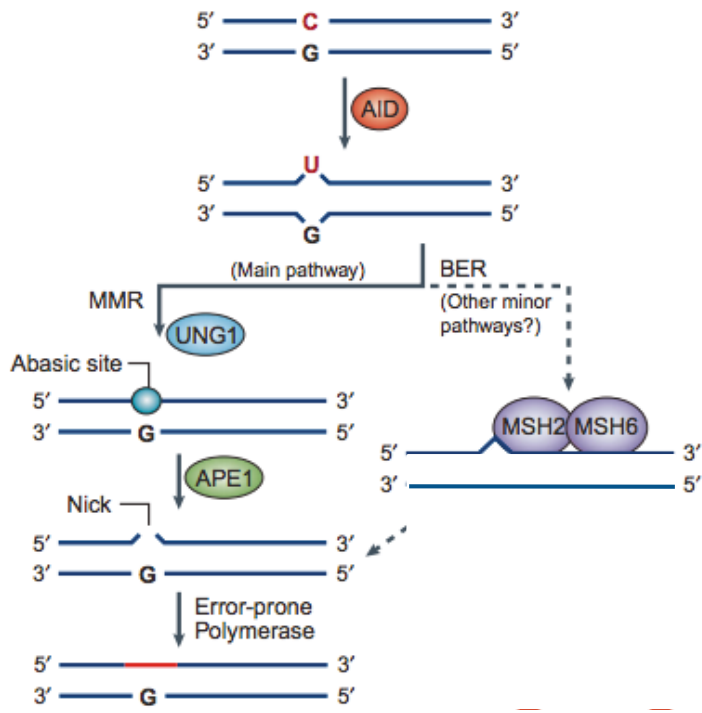 5′ C 3′
3′ G 5′
AID
U
5′ 3′
3′ 5′
G
(Main pathway) BER
MMR (Other minor
pathways?)
UNG1
Abasic site
5′ 3′
3′ G 5′
MSH2 MSH6
5′ 3′
3′ 5′
APE1
Nick
5′ 3′
3′ G 5′
Error-prone
Polymerase
5′ 3′
3′ G 5′